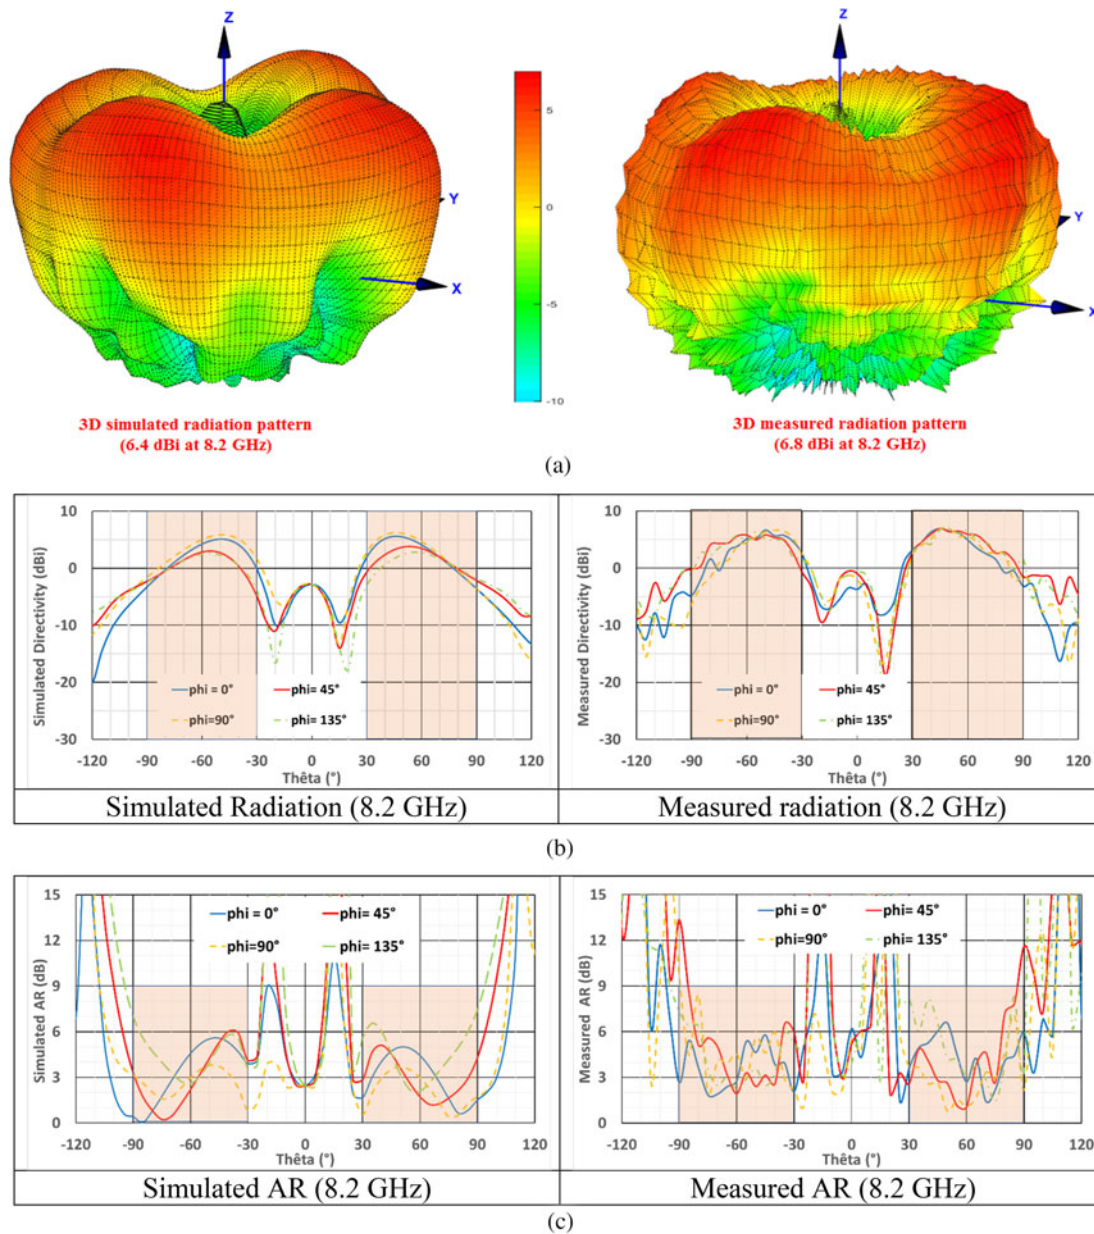 Z
Y
X
5
0
-5
-10
Z
Y
X
3D simulated radiation pattern
(6.4 dBi at 8.2 GHz)
3D measured radiation pattern
(6.8 dBi at 8.2 GHz)
(a)
Simulated Directivity (dBi)
10
0
-10
-20
-30
phi = 0°
phi= 45°
phi=90°
phi= 135°
-120 -90 -60 -30 0 30 60 90 120
Thêta (°)
Simulated Radiation (8.2 GHz)
Measured Directivity (dBi)
10
0
-10
-20
-30
phi = 0°
phi= 45°
phi=90°
phi= 135°
-120 -90 -60 -30 0 30 60 90 120
Thêta (°)
Measured radiation (8.2 GHz)
(b)
Simulated AR (dB)
15
12
9
6
3
0
phi = 0°
phi= 45°
phi=90°
phi= 135°
-120 -90 -60 -30 0 30 60 90 120
Thêta (°)
Simulated AR (8.2 GHz)
Measured AR (dB)
15
12
9
6
3
0
phi = 0°
phi= 45°
phi=90°
phi= 135°
-120 -90 -60 -30 0 30 60 90 120
Thêta (°)
Measured AR (8.2 GHz)
(c)